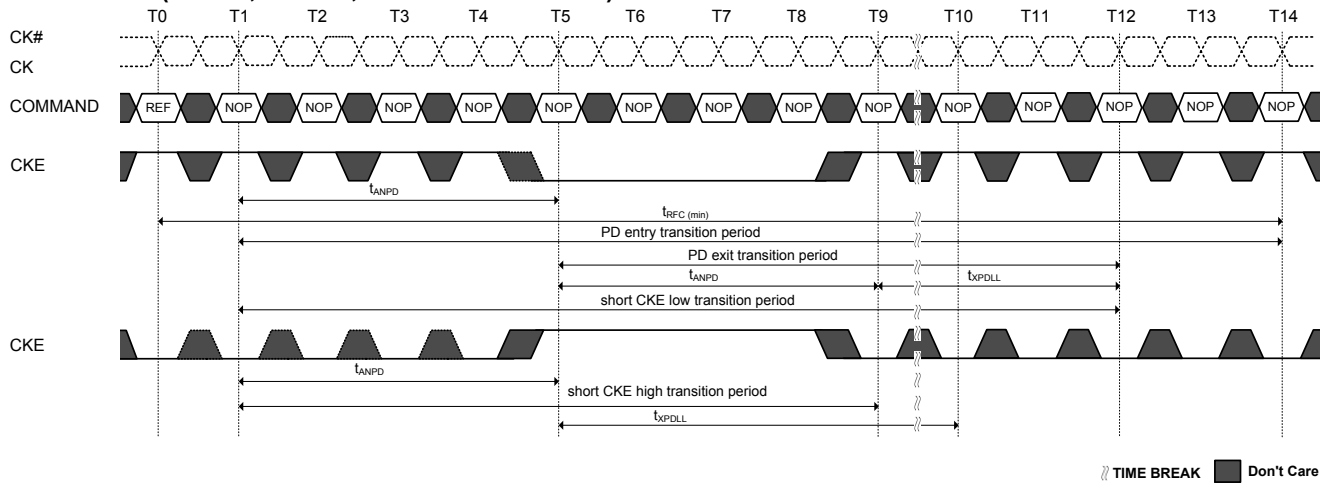 T0 T1 T2 T3 T4 T5 T6 T7 T8 T9 T10 T11 T12 T13 T14
CK#
CK
COMMAND REF NOP NOP NOP NOP NOP NOP NOP NOP NOP NOP NOP NOP NOP NOP
CKE
tANPD
tRFC (min)
PD entry transition period
PD exit transition period
tANPD tXPDLL
short CKE low transition period
CKE
tANPD
short CKE high transition period
tXPDLL
TIME BREAK Don't Care